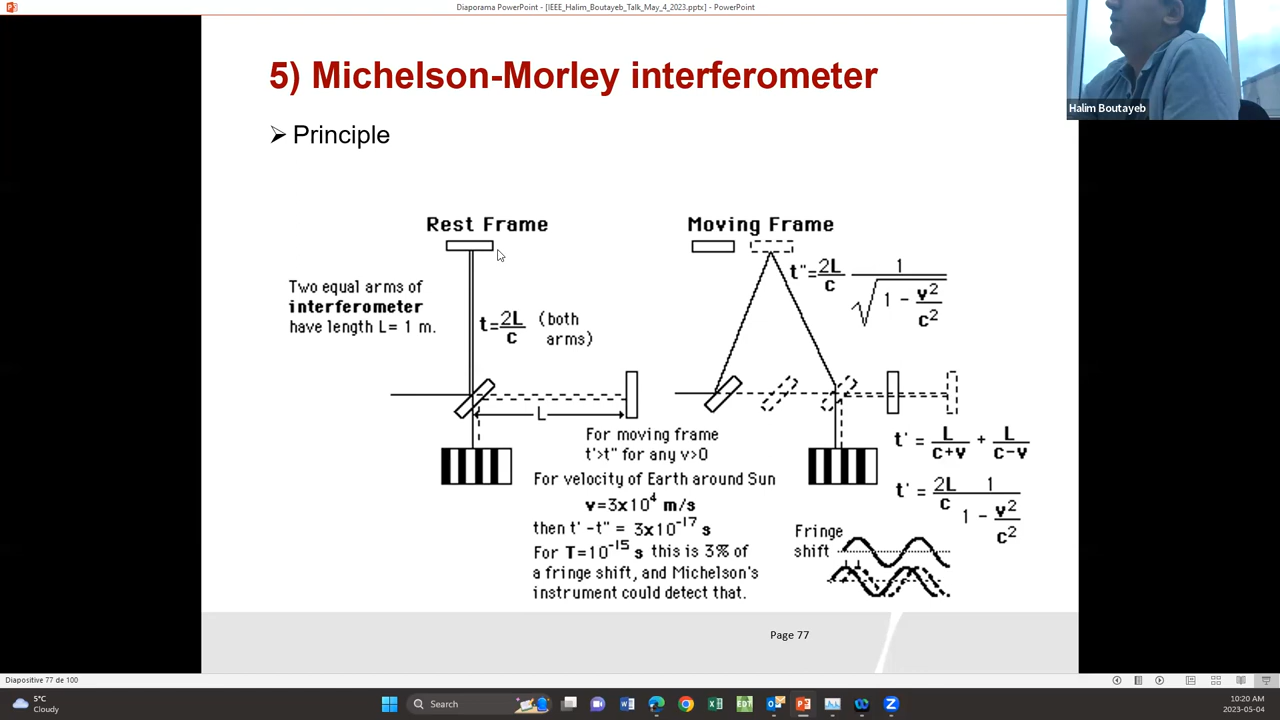 Diaporama PowerPoint - [IEEE_Halim_Boutayeb_Talk_May_4_2023.pptx] - PowerPoint
Halim Boutayeb
5) Michelson-Morley interferometer
➢ Principle
Rest Frame
Two equal arms of
interferometer
have length L= 1 m.
t=2L/c (both
arms)
L
Moving Frame
t"=2L/c 1/√(1 - v²/c²)
For moving frame
t'>t" for any v>0
For velocity of Earth around Sun
v=3x10⁴ m/s
then t' -t" = 3x10⁻¹⁷ s
For T=10⁻¹⁵ s this is 3% of
a fringe shift, and Michelson's
instrument could detect that.
t' = L/c+v + L/c-v
t' = 2L/c 1/1 - v²/c²
Fringe
shift
Page 77
Diapositive 77 de 100
5°C
Cloudy
Search
EDT
10:20 AM
2023-05-04